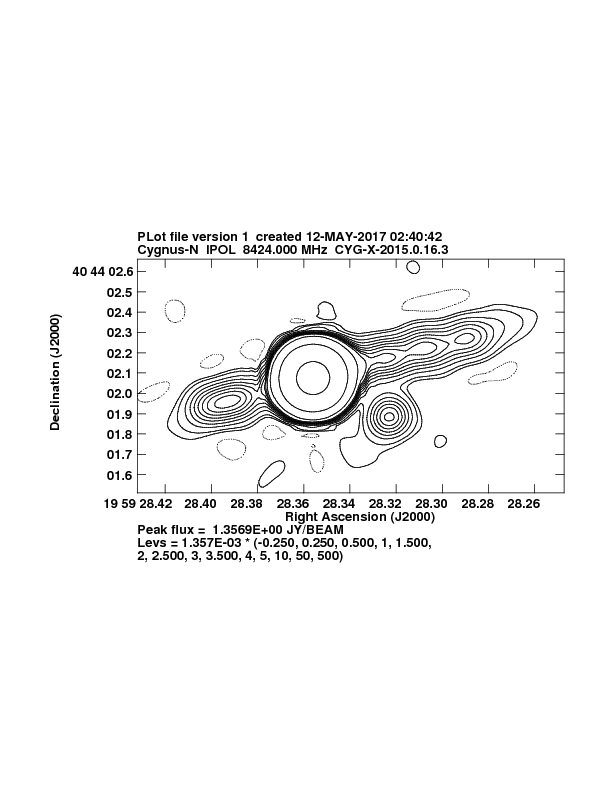 PLot file version 1 created 12-MAY-2017 02:40:42
Cygnus-N IPOL 8424.000 MHz CYG-X-2015.0.16.3
Declination (J2000)
40 44 02.6
02.5
02.4
02.3
02.2
02.1
02.0
01.9
01.8
01.7
01.6
19 59 28.42 28.40 28.38 28.36 28.34 28.32 28.30 28.28 28.26
Right Ascension (J2000)
Peak flux = 1.3569E+00 JY/BEAM
Levs = 1.357E-03 * (-0.250, 0.250, 0.500, 1, 1.500,
2, 2.500, 3, 3.500, 4, 5, 10, 50, 500)